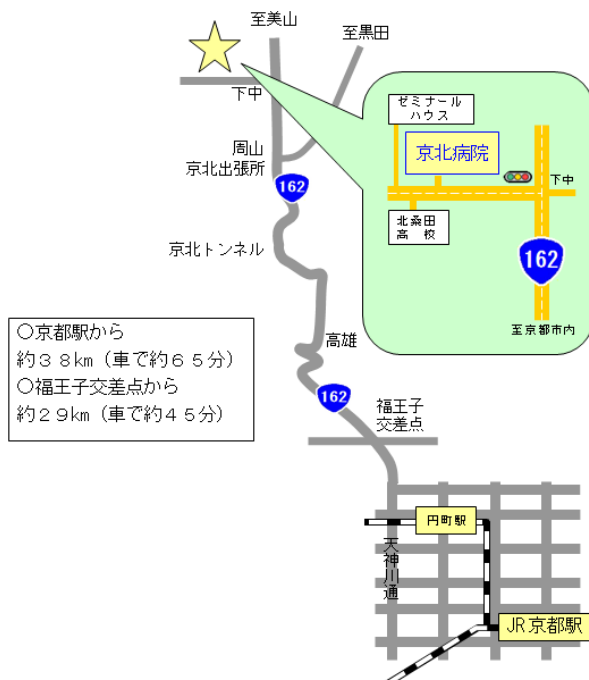 至美山
至黒田
下中
周山
京北出張所
162
京北トンネル
高雄
162
福王子
交差点
○京都駅から
約38km(車で約65分)
○福王子交差点から
約29km(車で約45分)
ゼミナール
ハウス
京北病院
下中
北桑田
高校
162
至京都市内
円町駅
天神川通
JR京都駅